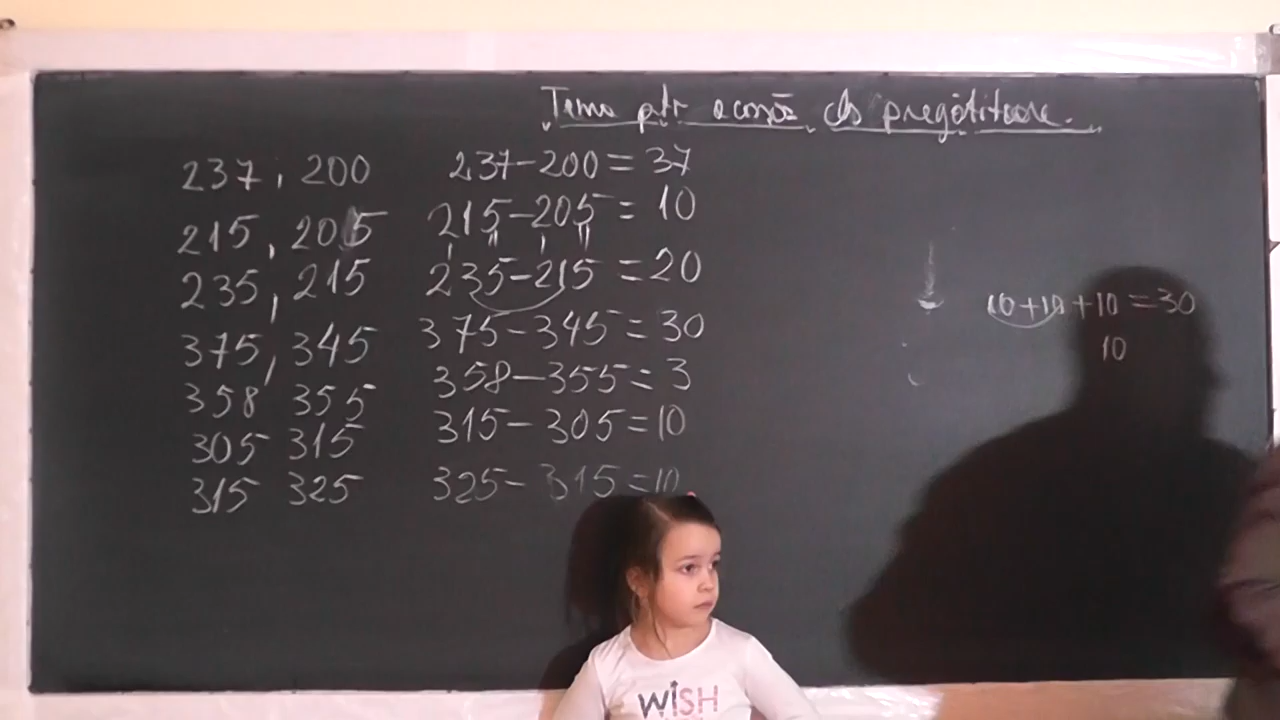 Tema ptr acasă de pregătitoare.
237, 200 237-200=37
215, 205 215-205=10
235, 215 235-215=20
375, 345 375-345=30
358 355 358-355=3
305 315 315-305=10
315 325 325-315=10
10+10+10=30
10
WiSH